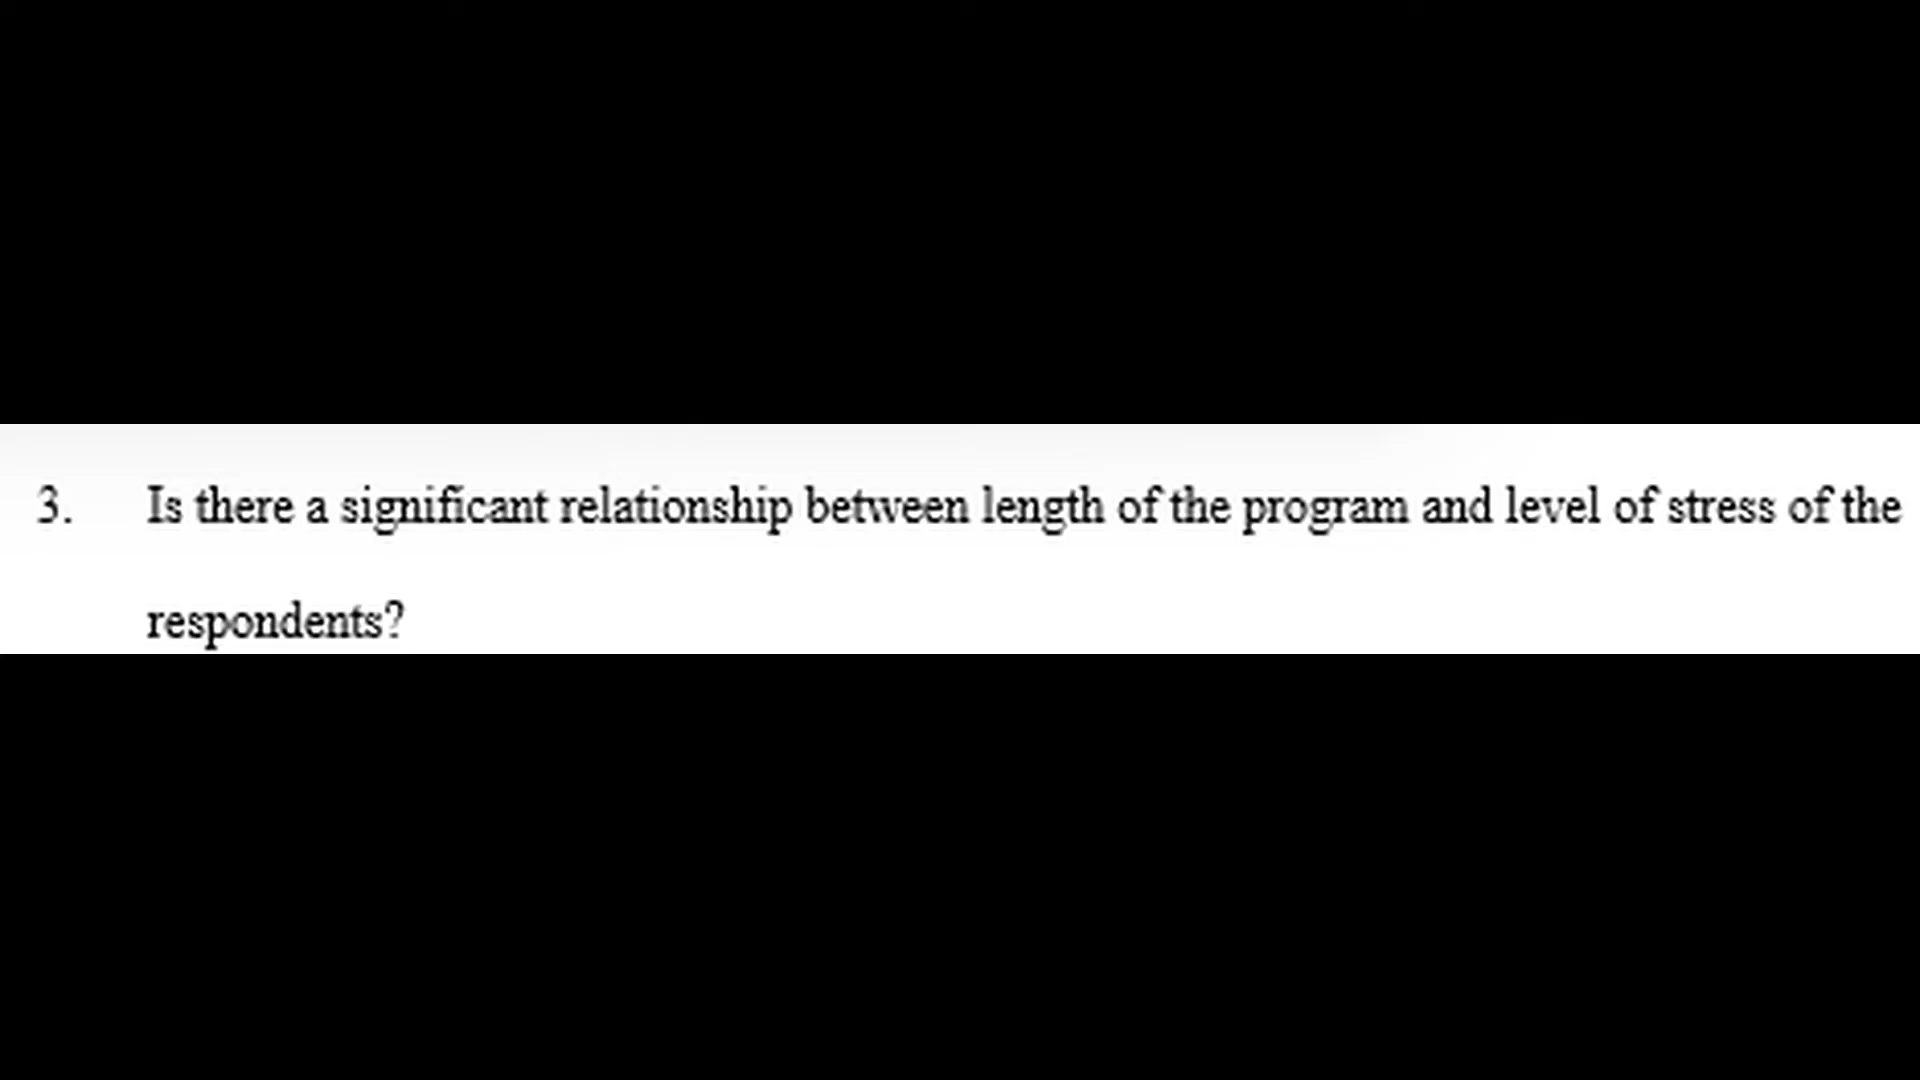 3. Is there a significant relationship between length of the program and level of stress of the
respondents?